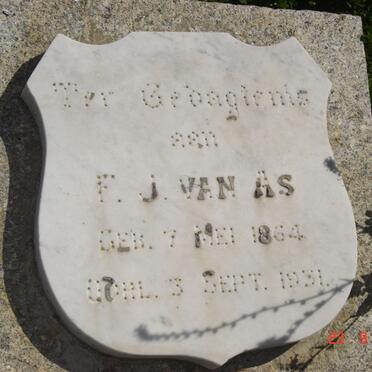 Ter Gedagtenis
aan
F. J. VAN AS
GEB. 7 MEI 1864.
OORL. 3 SEPT. 1931.